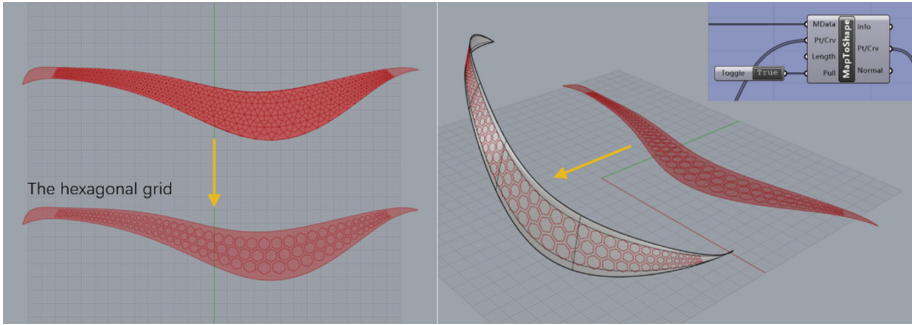 The hexagonal grid
MData
Info
Pt/Crv
Pt/Crv
Length
Pull
Normal
MapToShape
Toggle
True